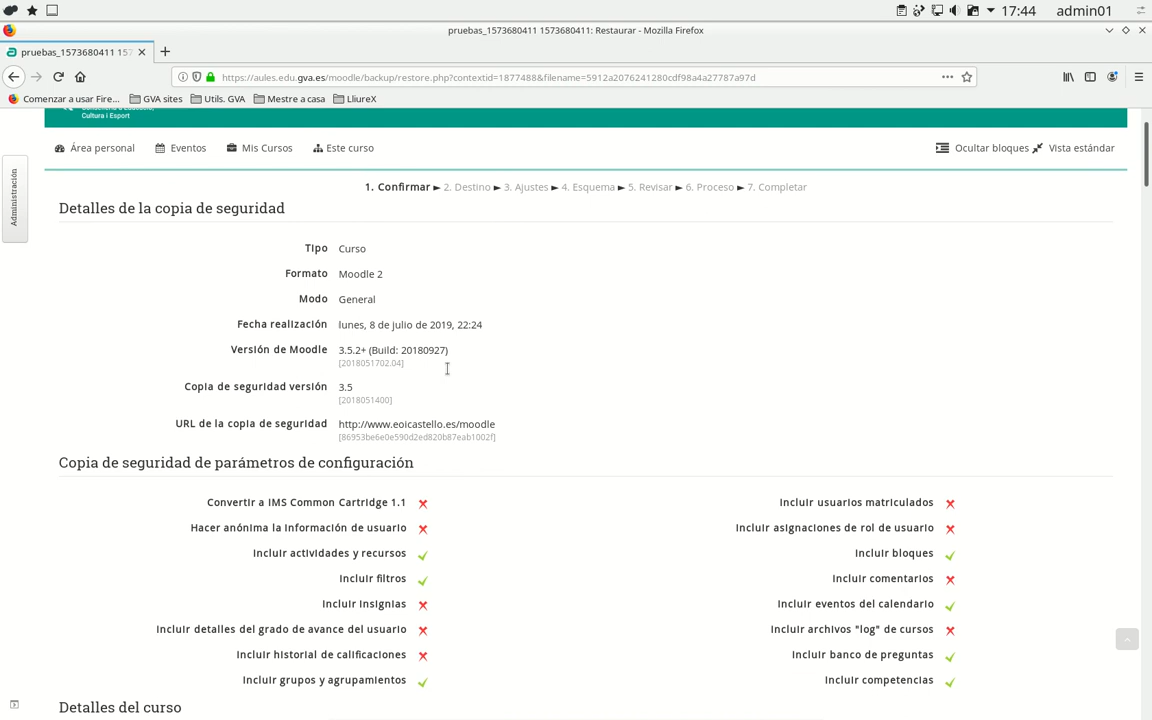 17:44 admin01
pruebas_1573680411 1573680411: Restaurar - Mozilla Firefox
pruebas_1573680411 157
https://aules.edu.gva.es/moodle/backup/restore.php?contextid=1877488&filename=5912a2076241280cdf98a4a27787a97d
Comenzar a usar Fire... GVA sites Utils. GVA Mestre a casa LliureX
Cultura i Esport
Área personal Eventos Mis Cursos Este curso Ocultar bloques Vista estándar
Administración
1. Confirmar ► 2. Destino ► 3. Ajustes ► 4. Esquema ► 5. Revisar ► 6. Proceso ► 7. Completar
Detalles de la copia de seguridad
Tipo Curso
Formato Moodle 2
Modo General
Fecha realización lunes, 8 de julio de 2019, 22:24
Versión de Moodle 3.5.2+ (Build: 20180927)
[2018051702.04]
Copia de seguridad versión 3.5
[2018051400]
URL de la copia de seguridad http://www.eoicastello.es/moodle
[86953be6e0e590d2ed820b87eab1002f]
Copia de seguridad de parámetros de configuración
Convertir a IMS Common Cartridge 1.1 Incluir usuarios matriculados
Hacer anónima la información de usuario Incluir asignaciones de rol de usuario
Incluir actividades y recursos Incluir bloques
Incluir filtros Incluir comentarios
Incluir insignias Incluir eventos del calendario
Incluir detalles del grado de avance del usuario Incluir archivos "log" de cursos
Incluir historial de calificaciones Incluir banco de preguntas
Incluir grupos y agrupamientos Incluir competencias
Detalles del curso